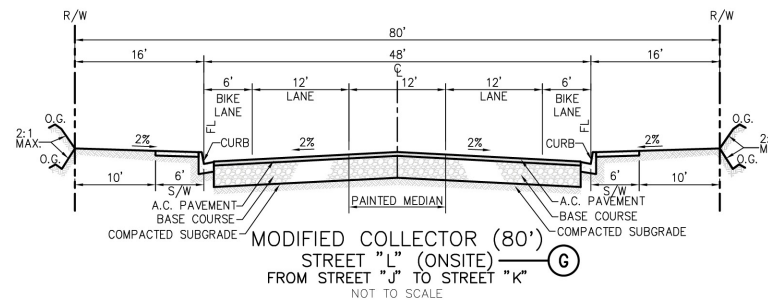 R/W R/W
80'
16' 48' 16'
℄
6' 12' 12' 12' 6'
BIKE LANE LANE LANE BIKE LANE
FL FL
O.G. O.G.
2:1 MAX.
CURB CURB
2% 2% 2% 2%
O.G. O.G.
10' 6' 6' 10'
S/W S/W
A.C. PAVEMENT PAINTED MEDIAN A.C. PAVEMENT
BASE COURSE BASE COURSE
COMPACTED SUBGRADE COMPACTED SUBGRADE
MODIFIED COLLECTOR (80')
STREET "L" (ONSITE) G
FROM STREET "J" TO STREET "K"
NOT TO SCALE